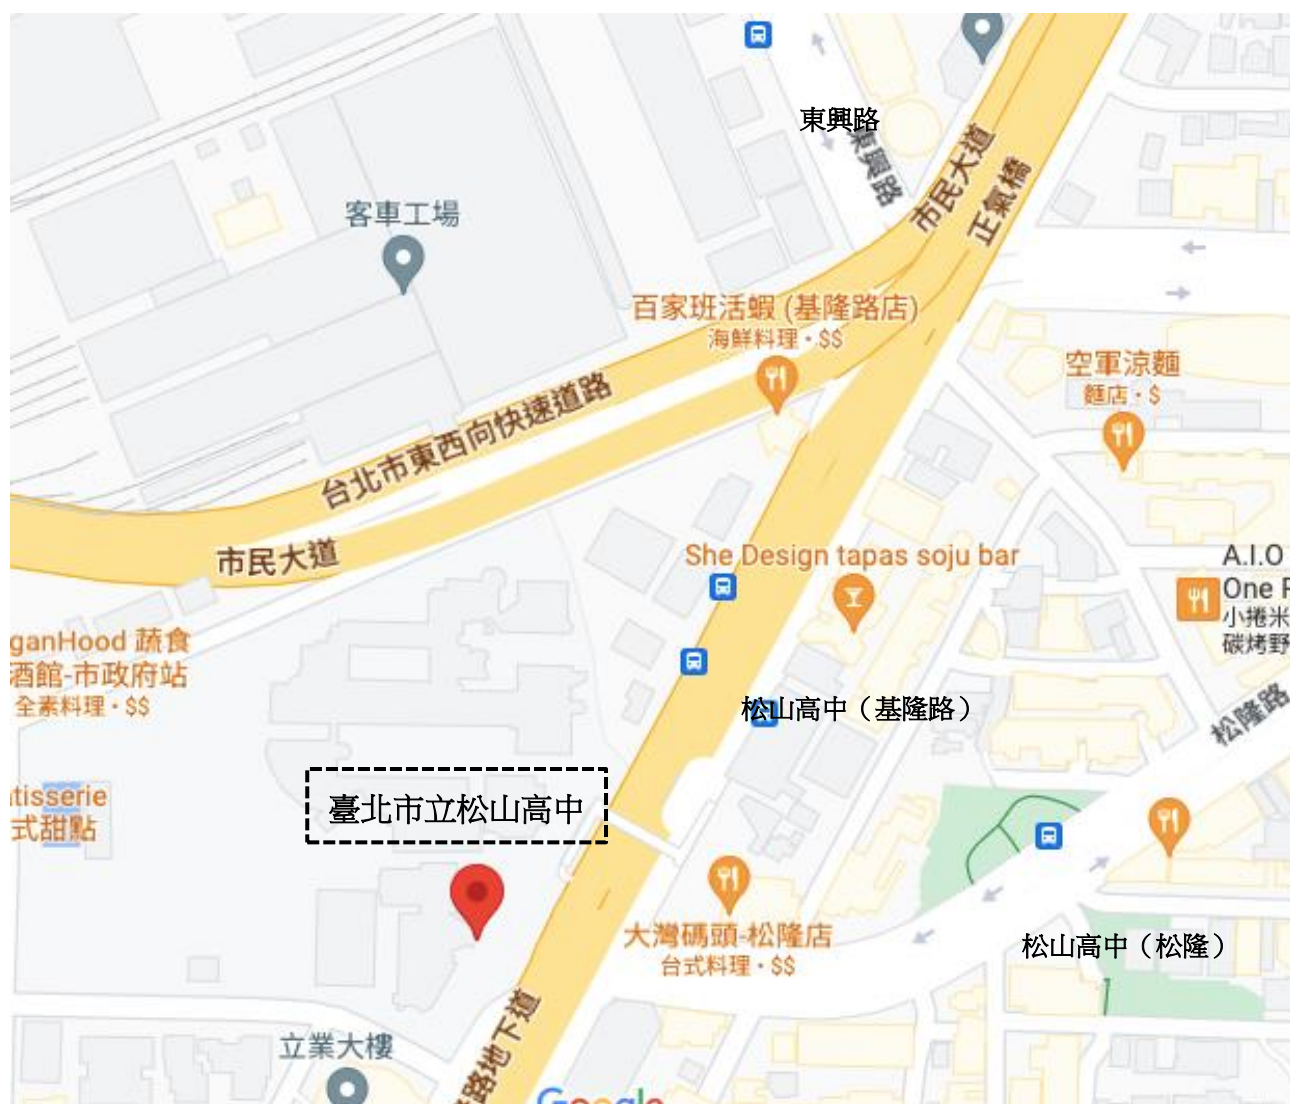 東興路
東興路
市民大道
正氣橋
客車工場
百家班活蝦 (基隆路店)
海鮮料理・$$
空軍涼麵
麵店・$
台北市東西向快速道路
市民大道
She Design tapas soju bar
A.I.O
One
小捲米
碳烤野
ganHood 蔬食
酒館-市政府站
全素料理・$$
松隆路
松山高中（基隆路）
tisserie
式甜點
臺北市立松山高中
大灣碼頭-松隆店
台式料理・$$
松山高中（松隆）
路地下道
立業大樓
Google